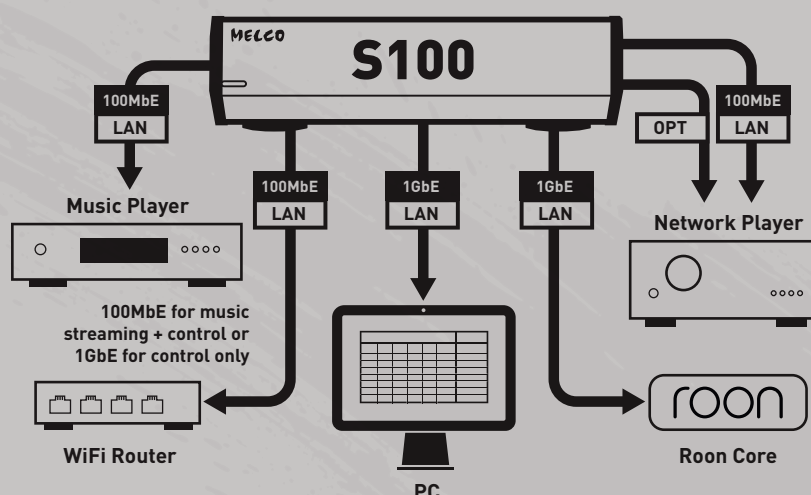 MELCO
S100
100MbE
LAN
OPT
100MbE
LAN
100MbE
LAN
1GbE
LAN
1GbE
LAN
Music Player
Network Player
100MbE for music
streaming + control or
1GbE for control only
roon
WiFi Router
Roon Core
PC